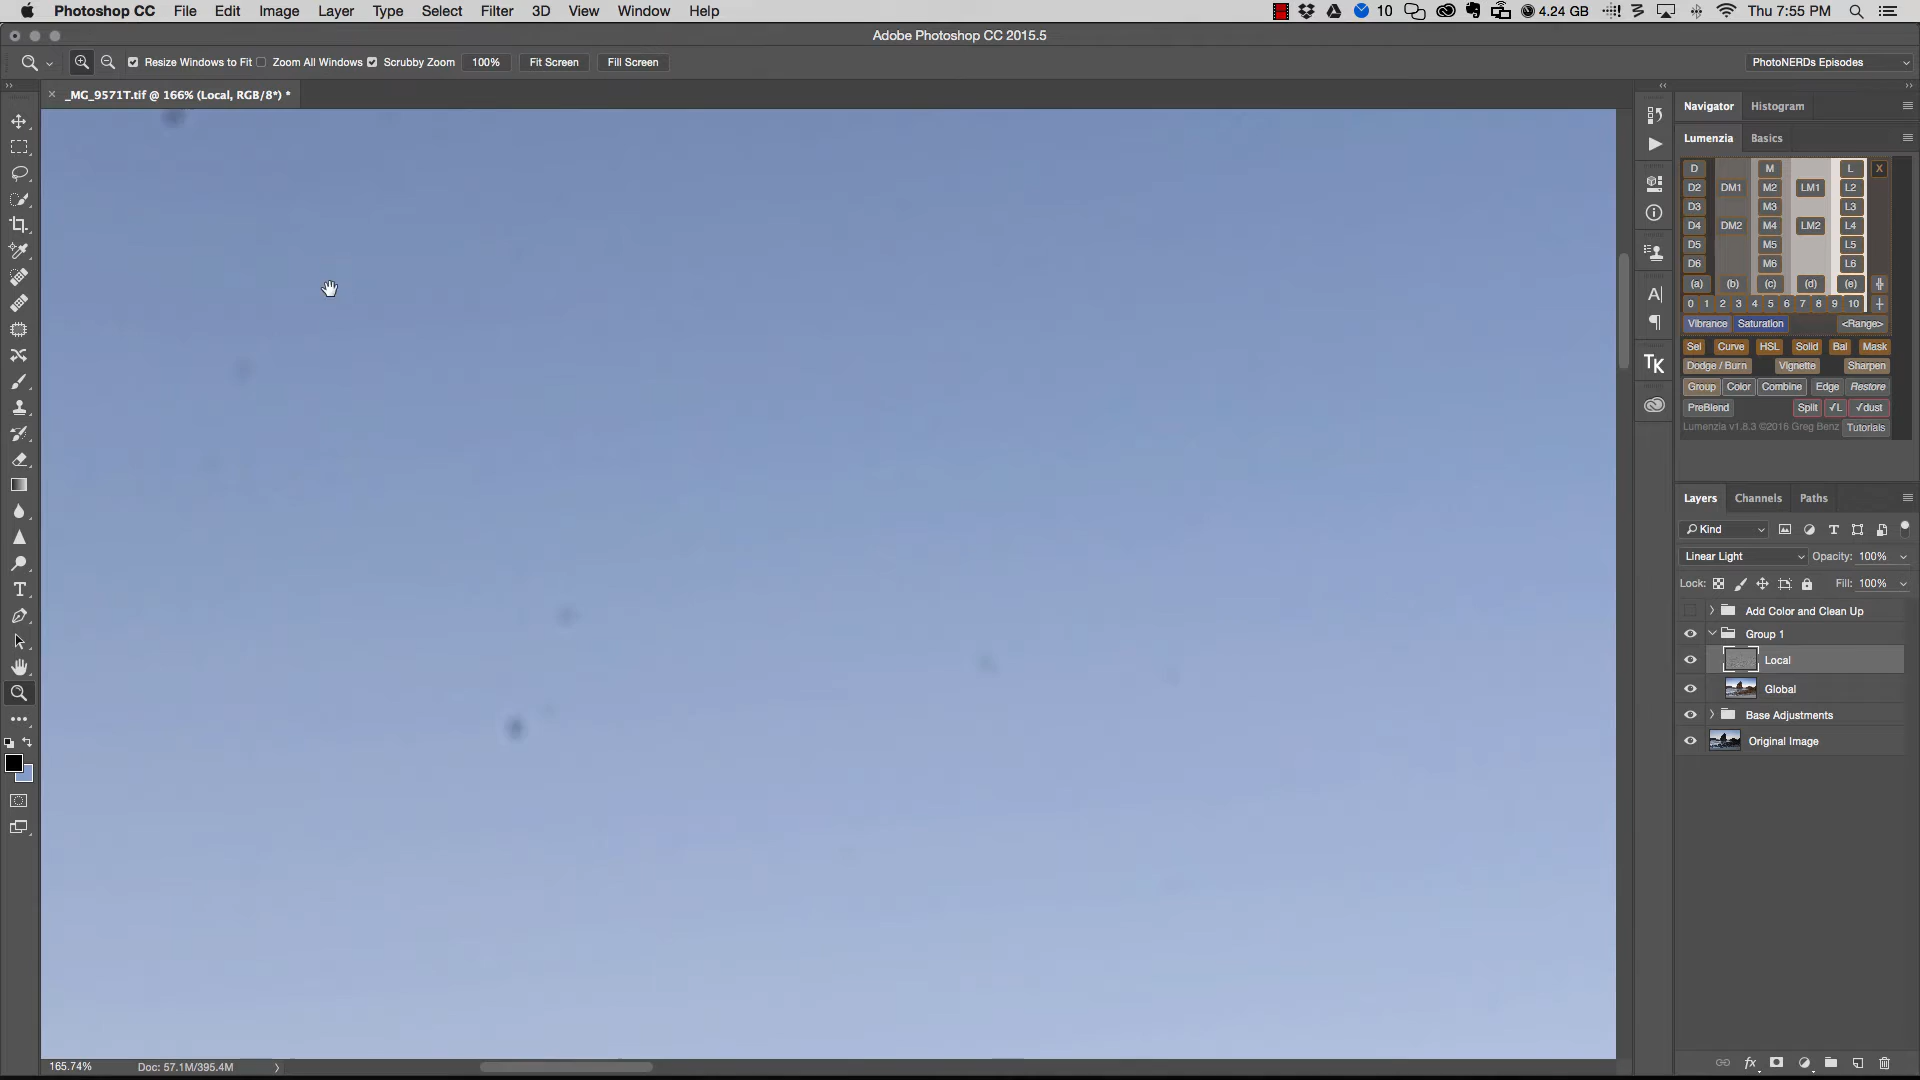 Photoshop CC File Edit Image Layer Type Select Filter 3D View Window Help 10 4.24 GB Thu 7:55 PM
Adobe Photoshop CC 2015.5
Resize Windows to Fit Zoom All Windows Scrubby Zoom 100% Fit Screen Fill Screen PhotoNERDs Episodes
_MG_9571T.tif @ 166% (Local, RGB/8*) *
Navigator Histogram
Lumenzia Basics
D M L X
D2 DM1 M2 LM1 L2
D3 M3 L3
D4 DM2 M4 LM2 L4
D5 M5 L5
D6 M6 L6
(a) (b) (c) (d) (e)
0 1 2 3 4 5 6 7 8 9 10
Vibrance Saturation <Range>
Sel Curve HSL Solid Bal Mask
Dodge / Burn Vignette Sharpen
Group Color Combine Edge Restore
PreBlend Split √L √dust
Lumenzia v1.8.3 ©2016 Greg Benz Tutorials
TK
Layers Channels Paths
Kind
Linear Light Opacity: 100%
Lock: Fill: 100%
Add Color and Clean Up
Group 1
Local
Global
Base Adjustments
Original Image
165.74% Doc: 57.1M/395.4M